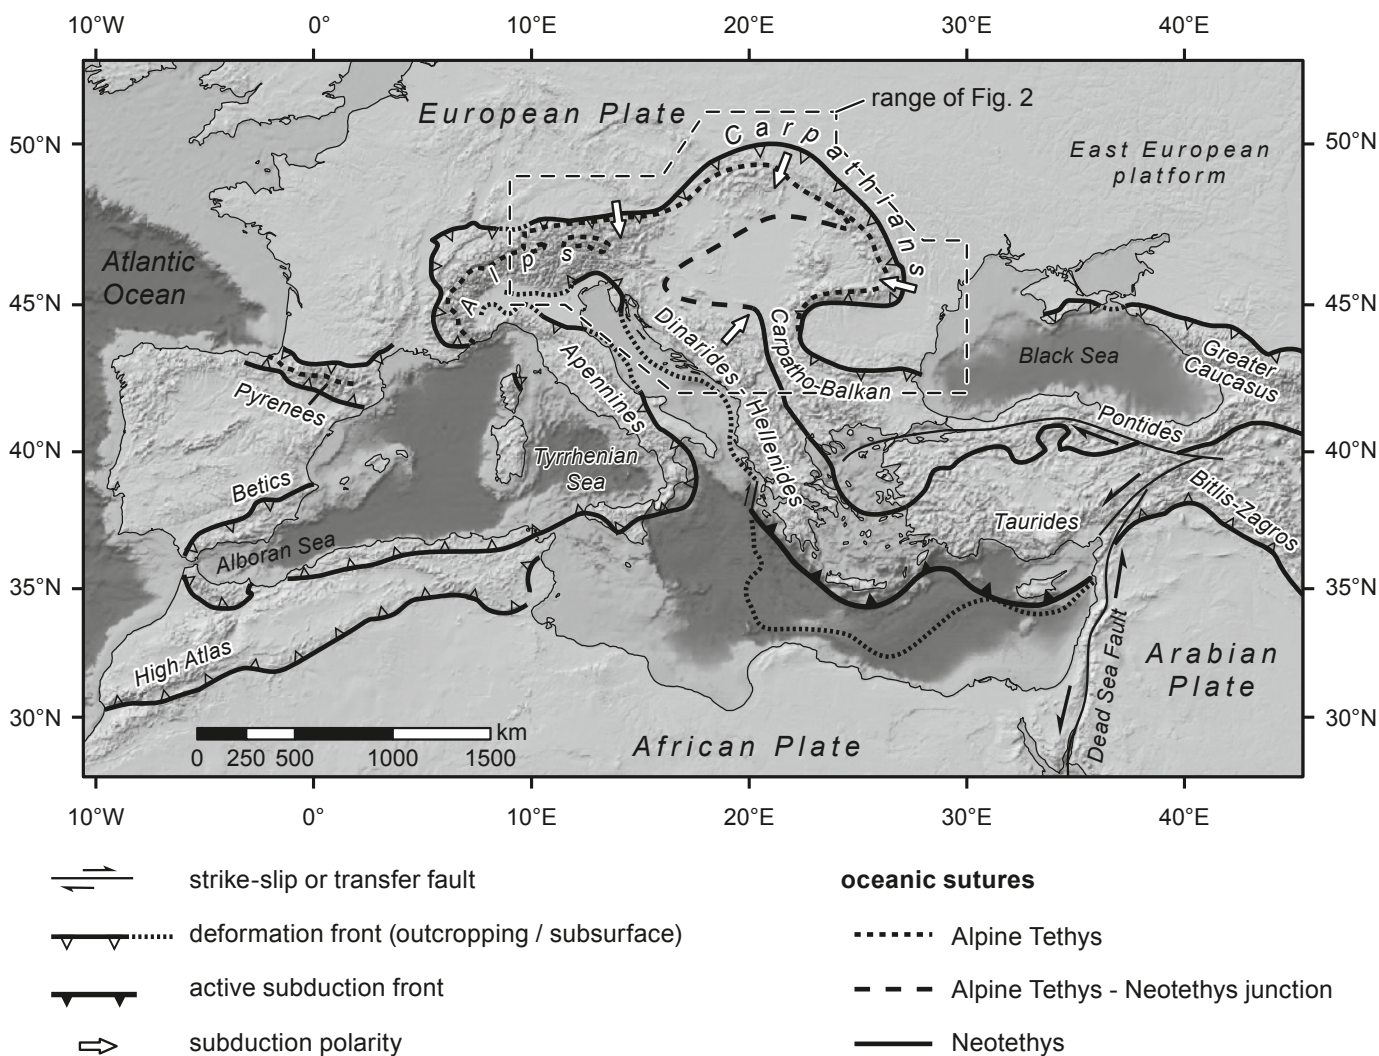 10°W 0° 10°E 20°E 30°E 40°E
range of Fig. 2
European Plate
Carpathians
50°N 50°N
East European
platform
Atlantic
Ocean
Alps
45°N 45°N
Dinarides
Carpatho-Balkan
Black Sea
Greater
Caucasus
Apennines
Pyrenees
Hellenides
Pontides
40°N 40°N
Tyrrhenian
Sea
Betics
Bitlis-Zagros
Taurides
Alboran Sea
35°N 35°N
High Atlas
Arabian
Plate
Dead Sea Fault
30°N 30°N
km
0 250 500 1000 1500
African Plate
10°W 0° 10°E 20°E 30°E 40°E
strike-slip or transfer fault
deformation front (outcropping / subsurface)
active subduction front
subduction polarity
oceanic sutures
Alpine Tethys
Alpine Tethys - Neotethys junction
Neotethys